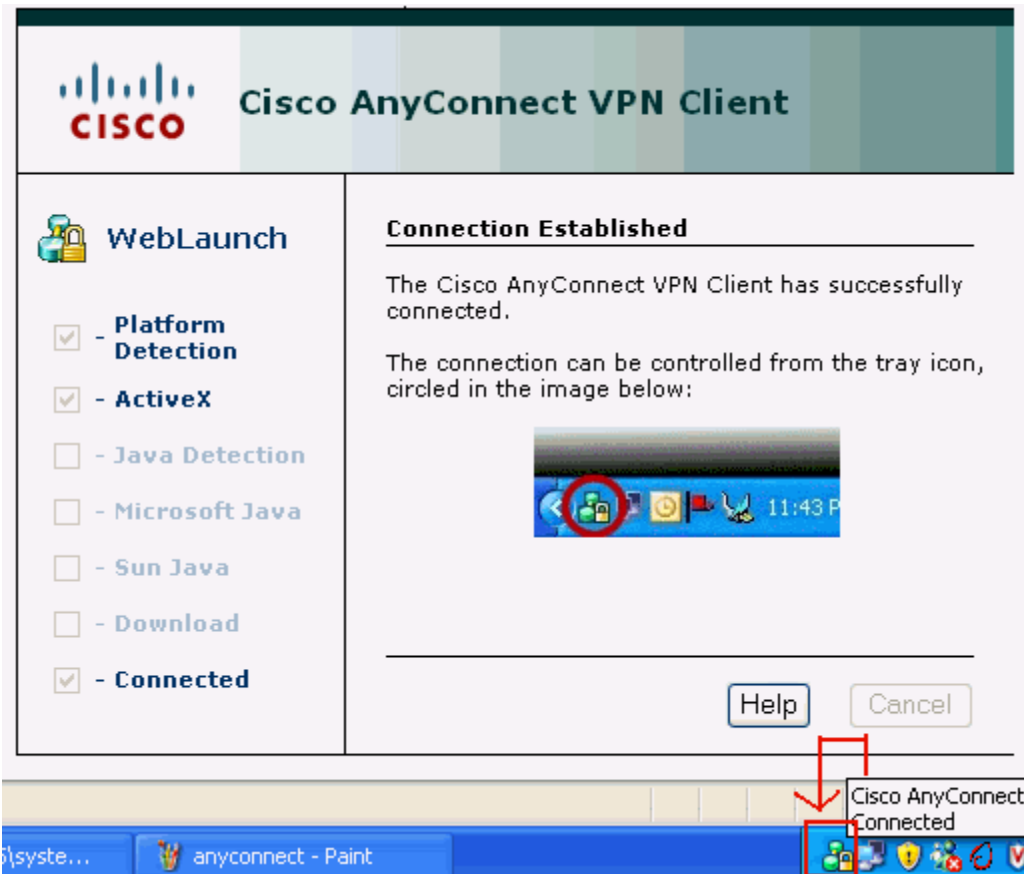 CISCO
Cisco AnyConnect VPN Client
WebLaunch
- Platform
Detection
- ActiveX
- Java Detection
- Microsoft Java
- Sun Java
- Download
- Connected
Connection Established
The Cisco AnyConnect VPN Client has successfully
connected.
The connection can be controlled from the tray icon,
circled in the image below:
11:43 P
Help
Cancel
Cisco AnyConnect
Connected
\syste...
anyconnect - Paint